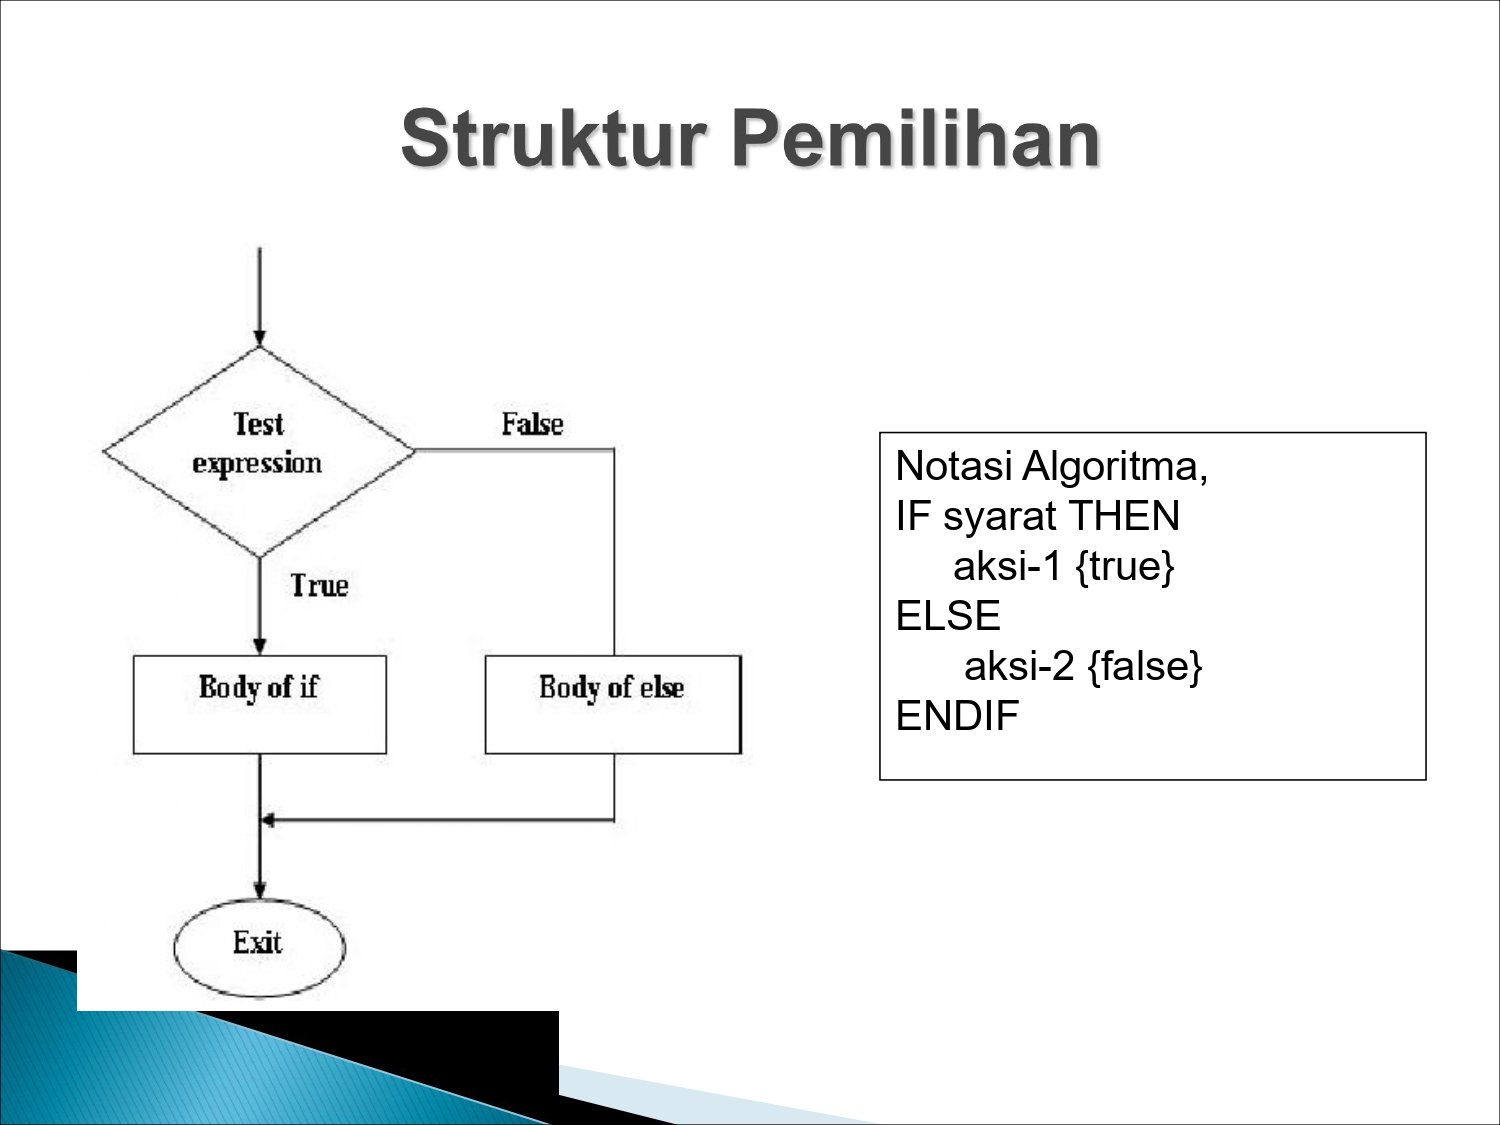 Struktur Pemilihan
Test
expression
False
True
Body of if
Body of else
Exit
Notasi Algoritma,
IF syarat THEN
aksi-1 {true}
ELSE
aksi-2 {false}
ENDIF